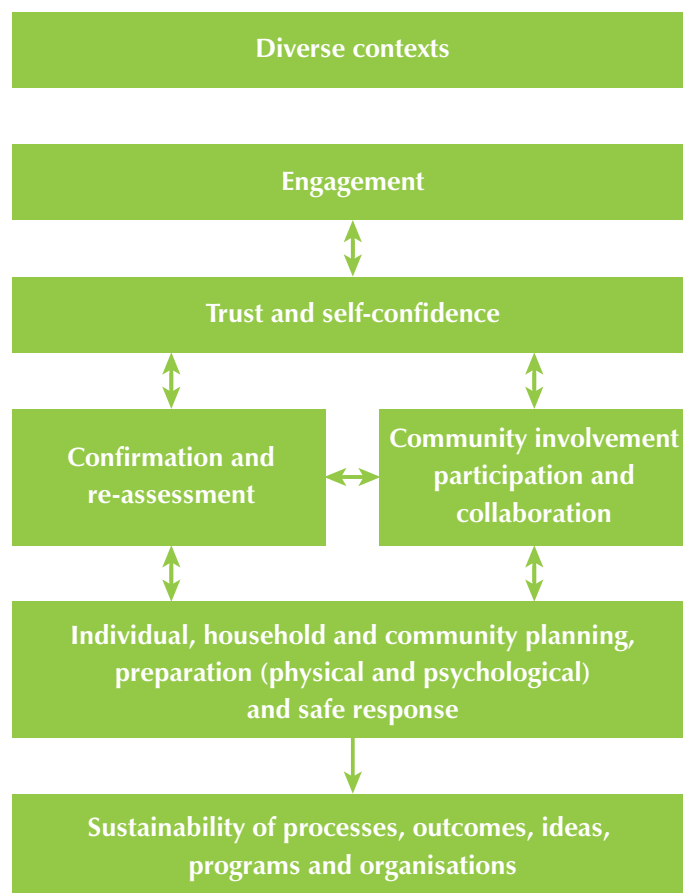 Diverse contexts
Engagement
Trust and self-confidence
Confirmation and
re-assessment
Community involvement
participation and
collaboration
Individual, household and community planning,
preparation (physical and psychological)
and safe response
Sustainability of processes, outcomes, ideas,
programs and organisations